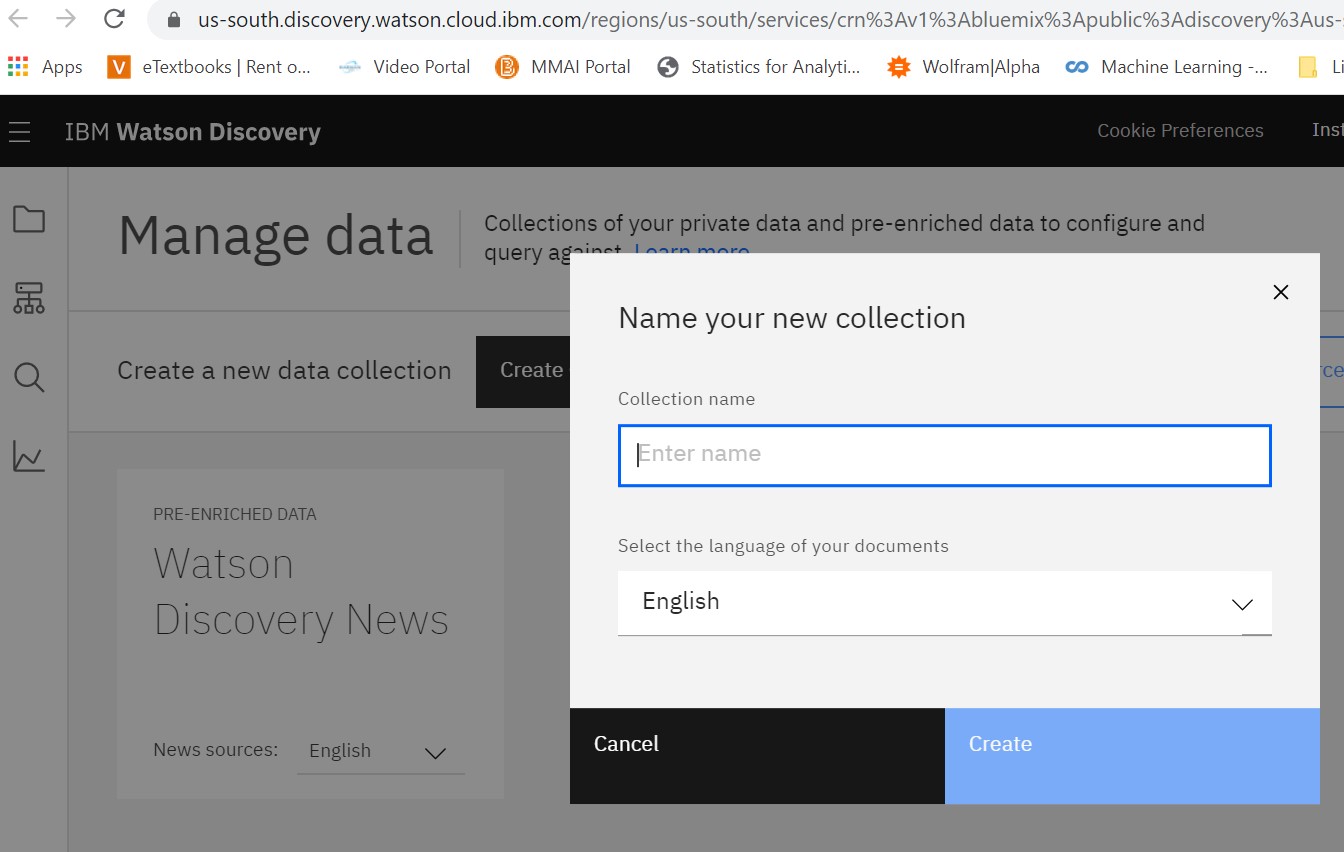 us-south.discovery.watson.cloud.ibm.com/regions/us-south/services/crn%3Av1%3Abluemix%3Apublic%3Adiscovery%3Aus-
Apps eTextbooks | Rent o... Video Portal MMAI Portal Statistics for Analyti... Wolfram|Alpha Machine Learning -... Li
IBM Watson Discovery Cookie Preferences Inst
Manage data
Collections of your private data and pre-enriched data to configure and
query against. Learn more
Name your new collection
Create a new data collection Create
Collection name
Enter name
PRE-ENRICHED DATA
Watson
Discovery News
Select the language of your documents
English
News sources: English
Cancel Create